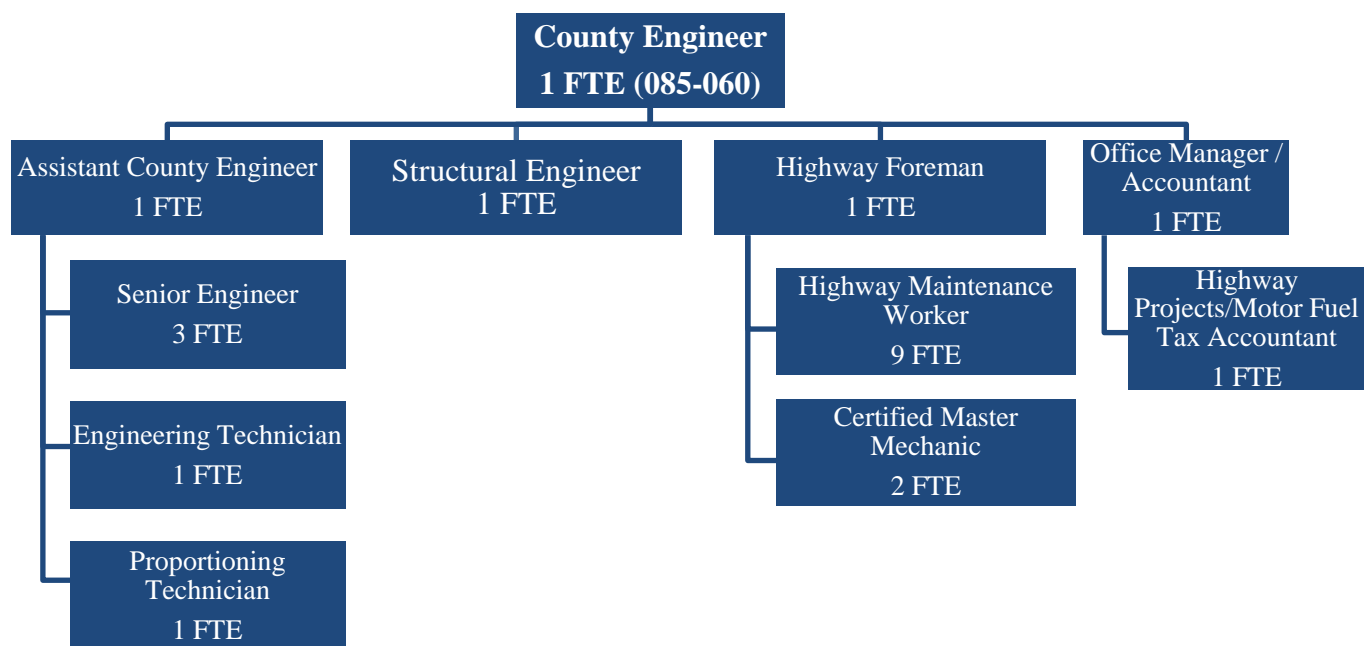 County Engineer
1 FTE (085-060)
Assistant County Engineer
1 FTE
Structural Engineer
1 FTE
Highway Foreman
1 FTE
Office Manager /
Accountant
1 FTE
Senior Engineer
3 FTE
Engineering Technician
1 FTE
Proportioning
Technician
1 FTE
Highway Maintenance
Worker
9 FTE
Certified Master
Mechanic
2 FTE
Highway
Projects/Motor Fuel
Tax Accountant
1 FTE